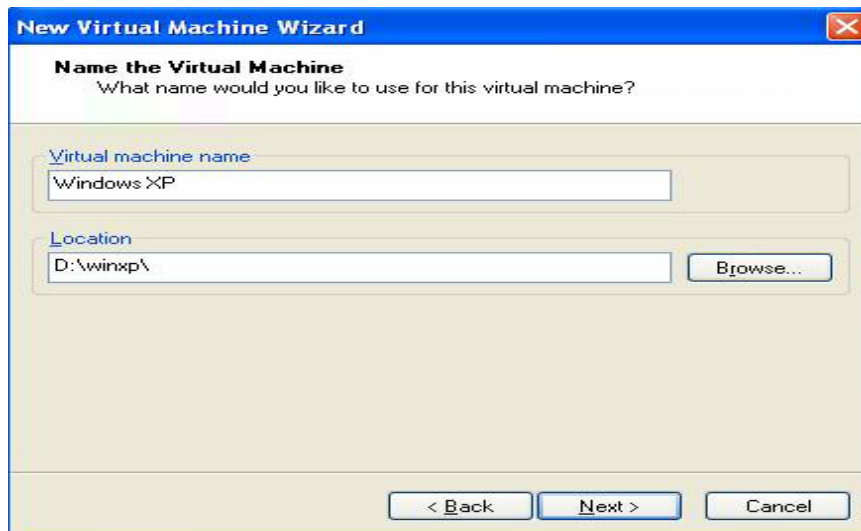 New Virtual Machine Wizard
Name the Virtual Machine
What name would you like to use for this virtual machine?
Virtual machine name
Windows XP
Location
D:\winxp\
Browse...
< Back
Next >
Cancel